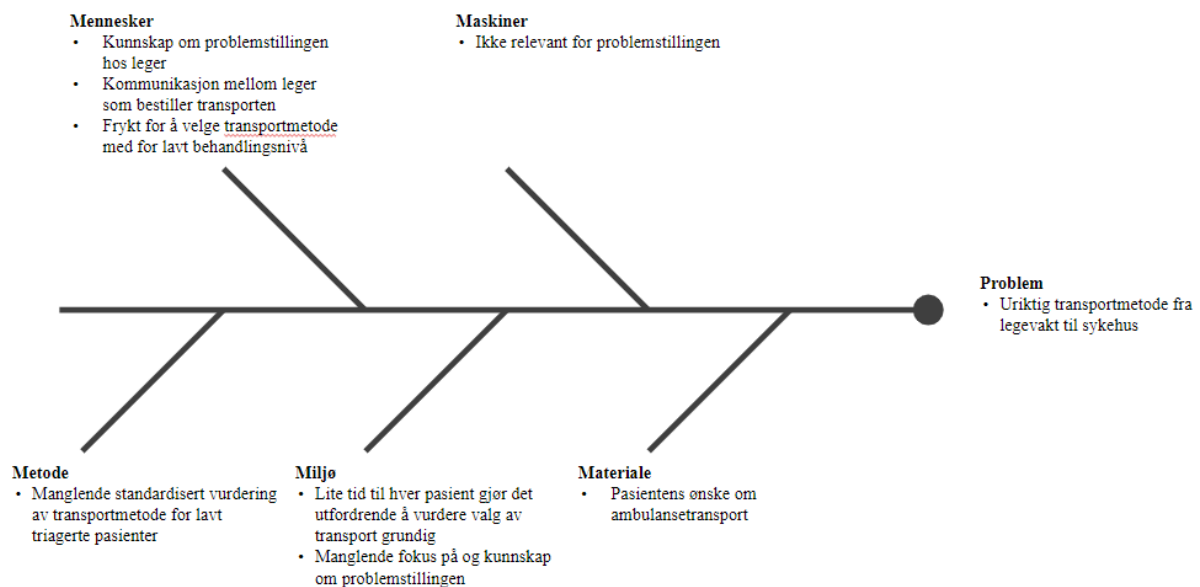 Mennesker
• Kunnskap om problemstillingen
hos leger
• Kommunikasjon mellom leger
som bestiller transporten
• Frykt for å velge transportmetode
med for lavt behandlingsnivå
Maskiner
• Ikke relevant for problemstillingen
Problem
• Uriktig transportmetode fra
legevakt til sykehus
Metode
• Manglende standardisert vurdering
av transportmetode for lavt
triagerte pasienter
Miljø
• Lite tid til hver pasient gjør det
utfordrende å vurdere valg av
transport grundig
• Manglende fokus på og kunnskap
om problemstillingen
Materiale
• Pasientens ønske om
ambulansetransport